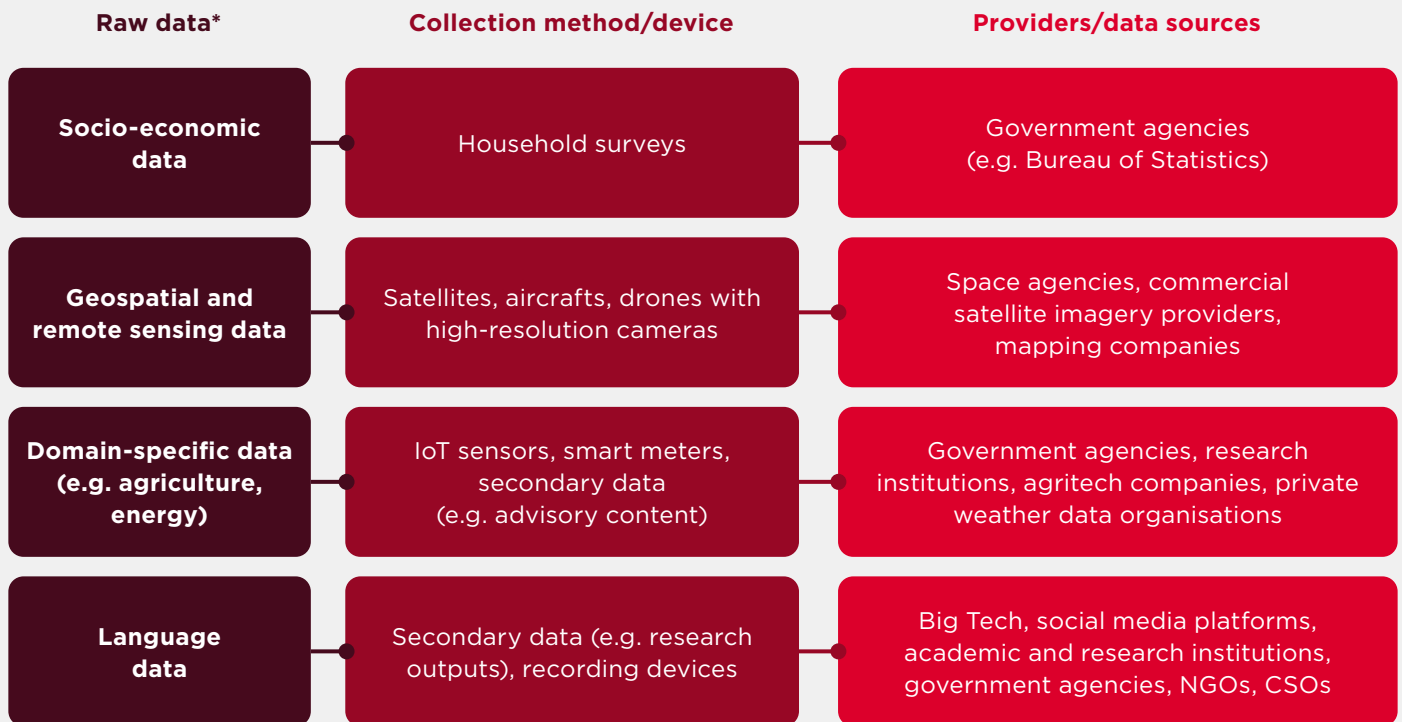 Raw data*
Collection method/device
Providers/data sources
Socio-economic
data
Household surveys
Government agencies
(e.g. Bureau of Statistics)
Geospatial and
remote sensing data
Satellites, aircrafts, drones with
high-resolution cameras
Space agencies, commercial
satellite imagery providers,
mapping companies
Domain-specific data
(e.g. agriculture,
energy)
IoT sensors, smart meters,
secondary data
(e.g. advisory content)
Government agencies, research
institutions, agritech companies, private
weather data organisations
Language
data
Secondary data (e.g. research
outputs), recording devices
Big Tech, social media platforms,
academic and research institutions,
government agencies, NGOs, CSOs